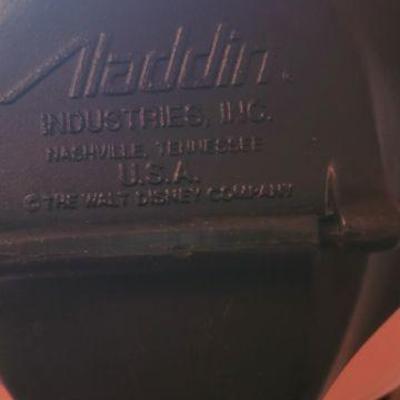 Aladdin
INDUSTRIES, INC.
NASHVILLE, TENNESSEE
U.S.A.
© THE WALT DISNEY COMPANY